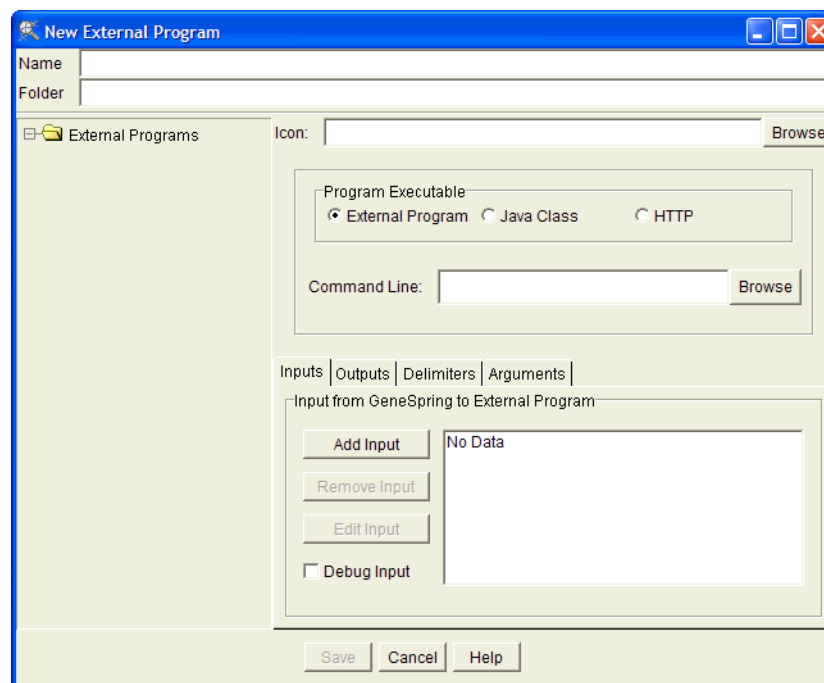 New External Program
Name
Folder
External Programs
Icon:
Browse
Program Executable
External Program Java Class HTTP
Command Line: Browse
Inputs Outputs Delimiters Arguments
Input from GeneSpring to External Program
Add Input
No Data
Remove Input
Edit Input
Debug Input
Save Cancel Help